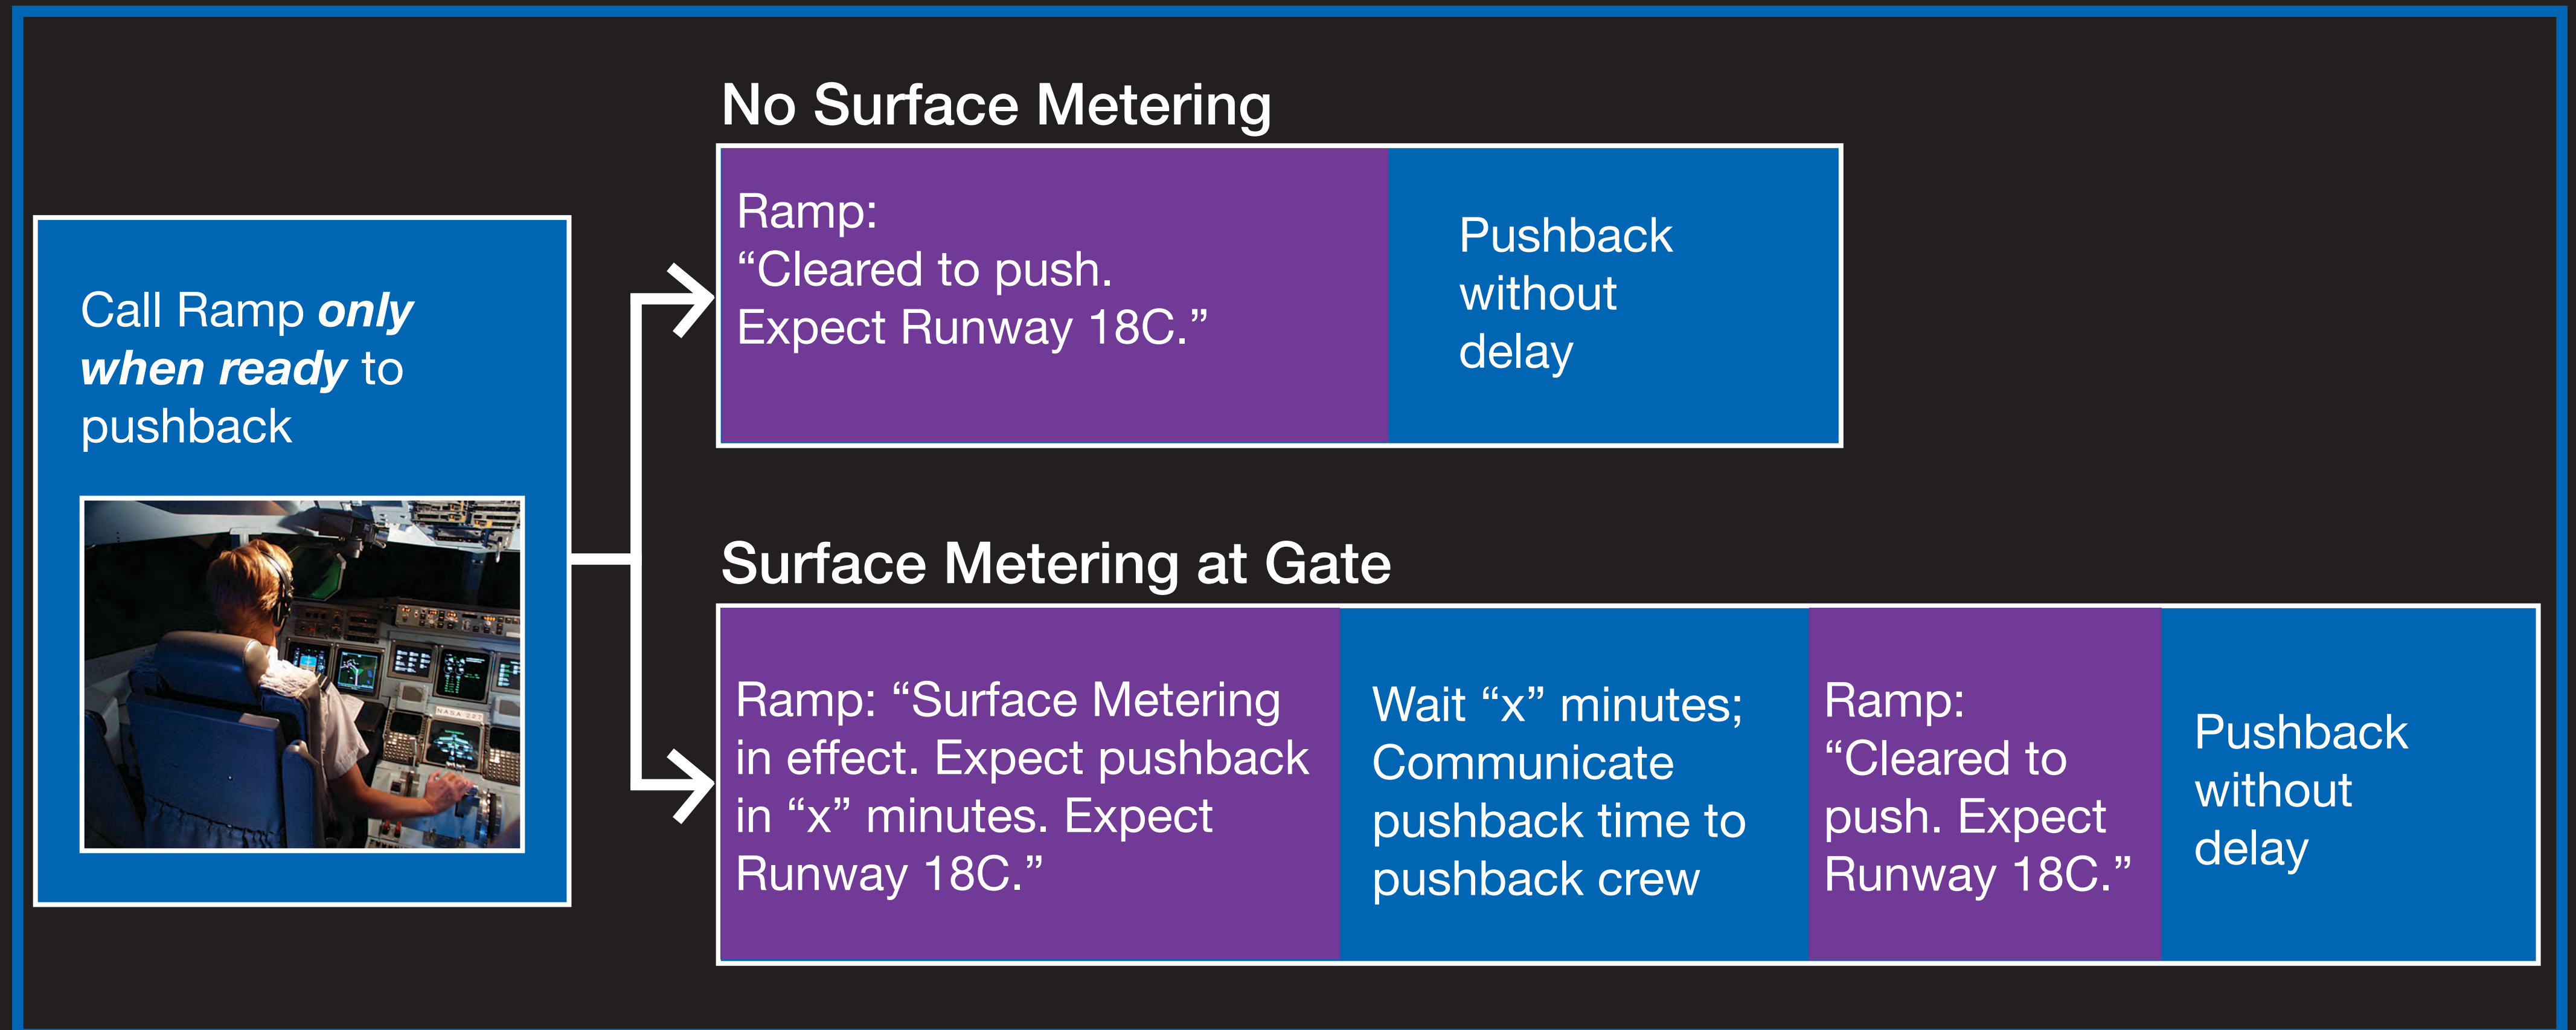 Call Ramp only
when ready to
pushback
NASA 227
No Surface Metering
Ramp:
“Cleared to push.
Expect Runway 18C.”
Pushback
without
delay
Surface Metering at Gate
Ramp: “Surface Metering
in effect. Expect pushback
in “x” minutes. Expect
Runway 18C.”
Wait “x” minutes;
Communicate
pushback time to
pushback crew
Ramp:
“Cleared to
push. Expect
Runway 18C.”
Pushback
without
delay